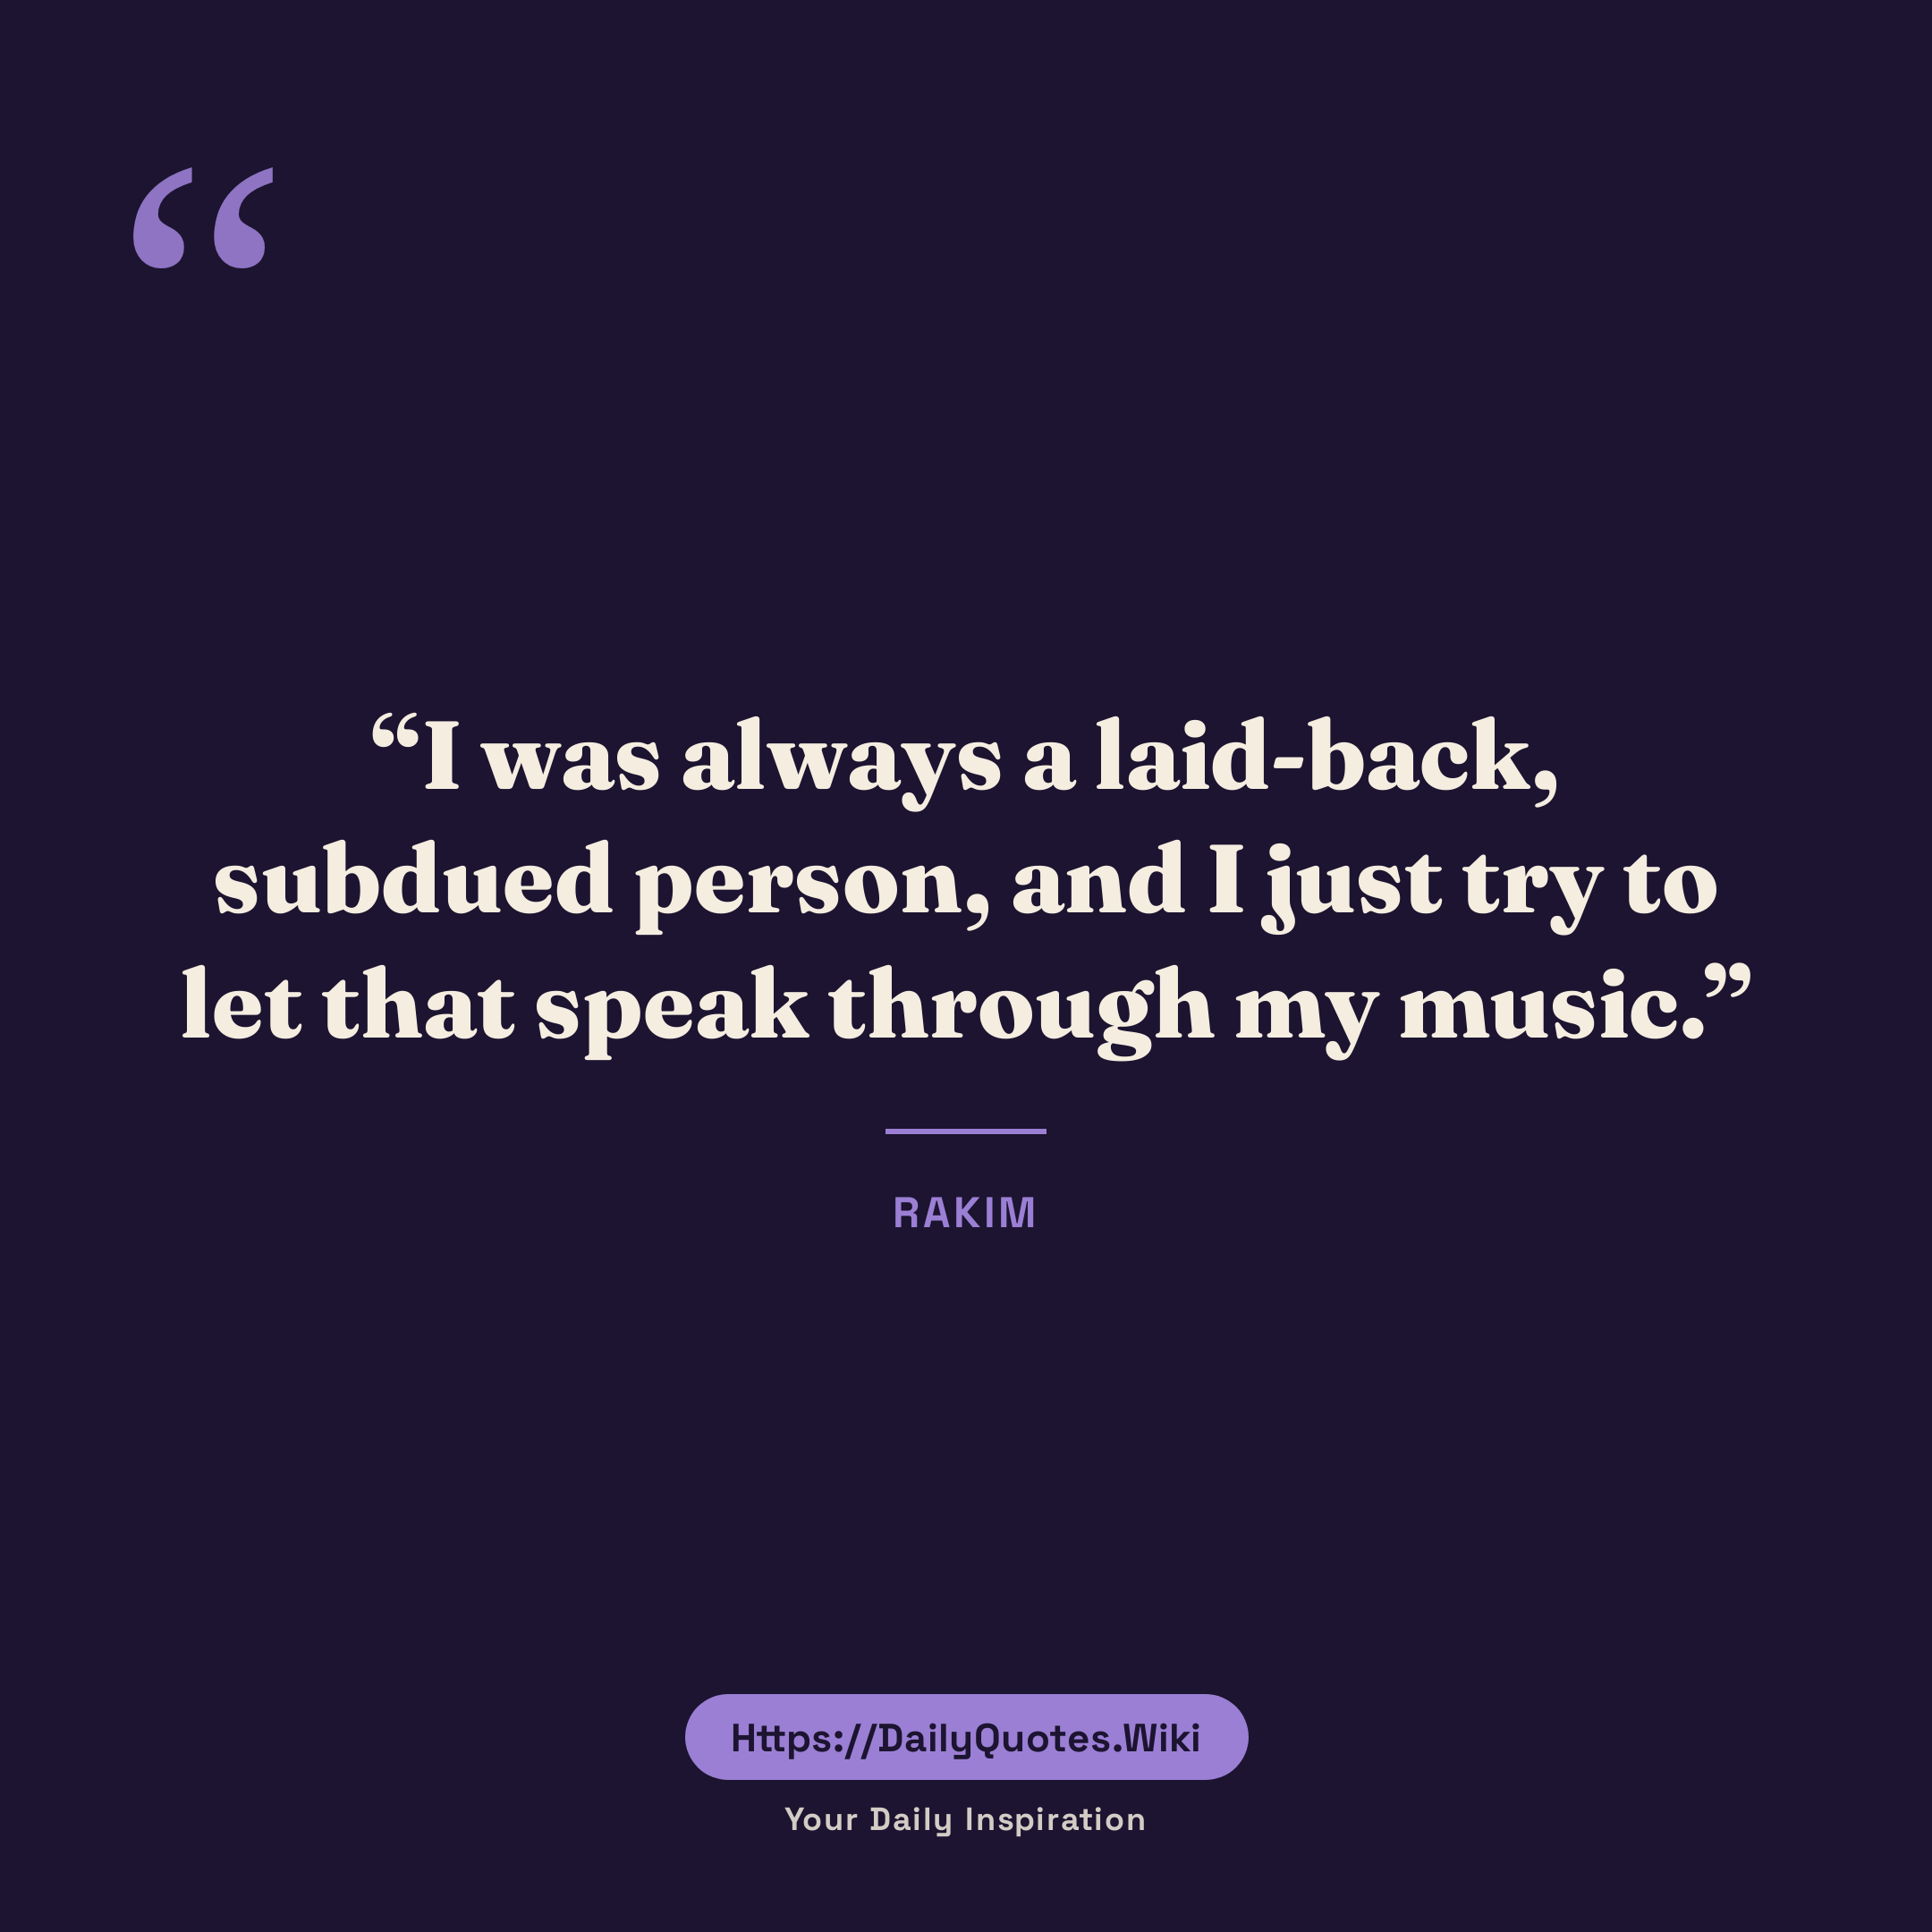 “
“I was always a laid-back,
subdued person, and I just try to
let that speak through my music.”
RAKIM
Https://DailyQuotes.Wiki
Your Daily Inspiration